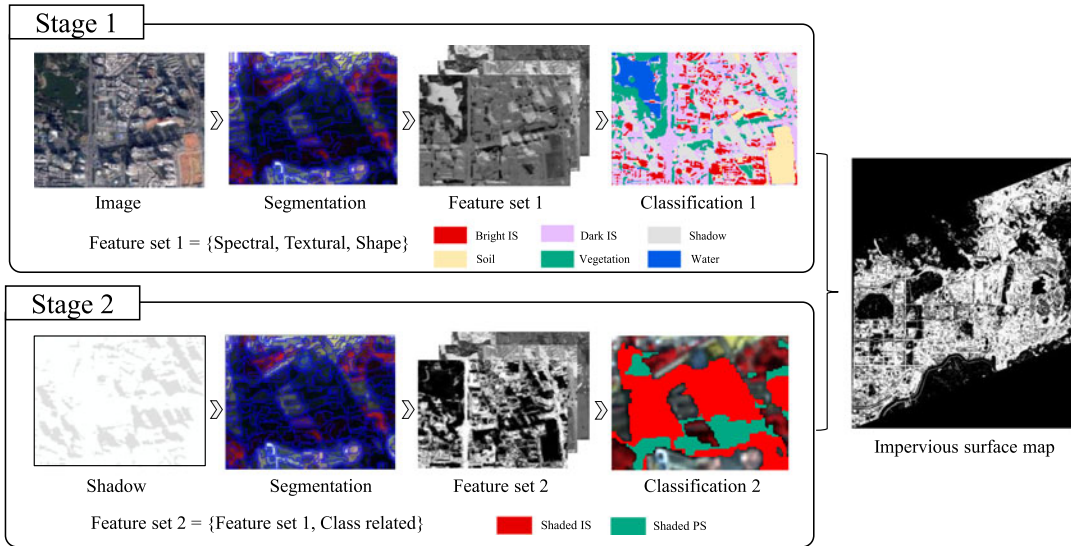 Stage 1
Image
Segmentation
Feature set 1
Classification 1
Feature set 1 = {Spectral, Textural, Shape}
Bright IS
Dark IS
Shadow
Soil
Vegetation
Water
Stage 2
Shadow
Segmentation
Feature set 2
Classification 2
Feature set 2 = {Feature set 1, Class related}
Shaded IS
Shaded PS
Impervious surface map